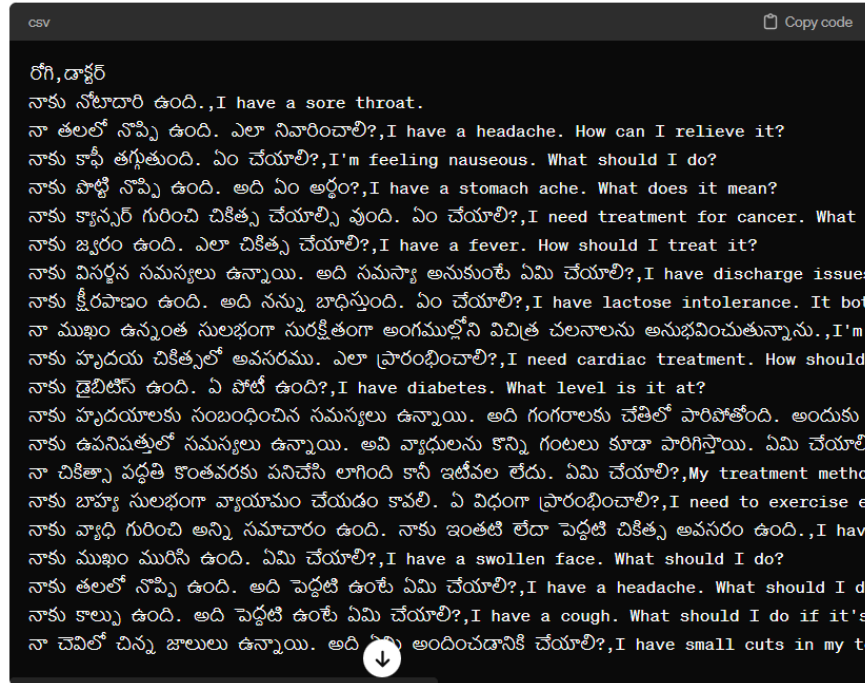 csv
Copy code
రోగి,డాక్టర్
నాకు నోటాదారి ఉంది.,I have a sore throat.
నా తలలో నొప్పి ఉంది. ఎలా నివారించాలి?,I have a headache. How can I relieve it?
నాకు కాఫీ తగ్గుతుంది. ఏం చేయాలి?,I'm feeling nauseous. What should I do?
నాకు పొట్టి నొప్పి ఉంది. అది ఏం అర్థం?,I have a stomach ache. What does it mean?
నాకు క్యాన్సర్ గురించి చికిత్స చేయాల్సి వుంది. ఏం చేయాలి?,I need treatment for cancer. What
నాకు జ్వరం ఉంది. ఎలా చికిత్స చేయాలి?,I have a fever. How should I treat it?
నాకు విసర్జన సమస్యలు ఉన్నాయి. అది సమస్యా అనుకుంటే ఏమి చేయాలి?,I have discharge issues
నాకు క్షీరపాణం ఉంది. అది నన్ను బాధిస్తుంది. ఏం చేయాలి?,I have lactose intolerance. It bot
నా ముఖం ఉన్నంత సులభంగా సురక్షితంగా అంగముల్లోని విచిత్ర చలనాలను అనుభవించుతున్నాను.,I'm
నాకు హృదయ చికిత్సలో అవసరము. ఎలా ప్రారంభించాలి?,I need cardiac treatment. How should
నాకు డైబిటిస్ ఉంది. ఏ పోటీ ఉంది?,I have diabetes. What level is it at?
నాకు హృదయాలకు సంబంధించిన సమస్యలు ఉన్నాయి. అది గంగరాలకు చేతిలో పారిపోతోంది. అందుకు
నాకు ఉపనిషత్తులో సమస్యలు ఉన్నాయి. అవి వ్యాధులను కొన్ని గంటలు కూడా పారిగిస్తాయి. ఏమి చేయాలి
నా చికిత్సా పద్ధతి కొంతవరకు పనిచేసి లాగింది కానీ ఇటీవల లేదు. ఏమి చేయాలి?,My treatment metho
నాకు బాహ్య సులభంగా వ్యాయామం చేయడం కావలి. ఏ విధంగా ప్రారంభించాలి?,I need to exercise e
నాకు వ్యాధి గురించి అన్ని సమాచారం ఉంది. నాకు ఇంతటి లేదా పెద్దటి చికిత్స అవసరం ఉంది.,I hav
నాకు ముఖం మురిసి ఉంది. ఏమి చేయాలి?,I have a swollen face. What should I do?
నాకు తలలో నొప్పి ఉంది. అది పెద్దటి ఉంటే ఏమి చేయాలి?,I have a headache. What should I d
నాకు కాల్పు ఉంది. అది పెద్దటి ఉంటే ఏమి చేయాలి?,I have a cough. What should I do if it's
నా చెవిలో చిన్న జాలులు ఉన్నాయి. అది ఏమి అందించడానికి చేయాలి?,I have small cuts in my t